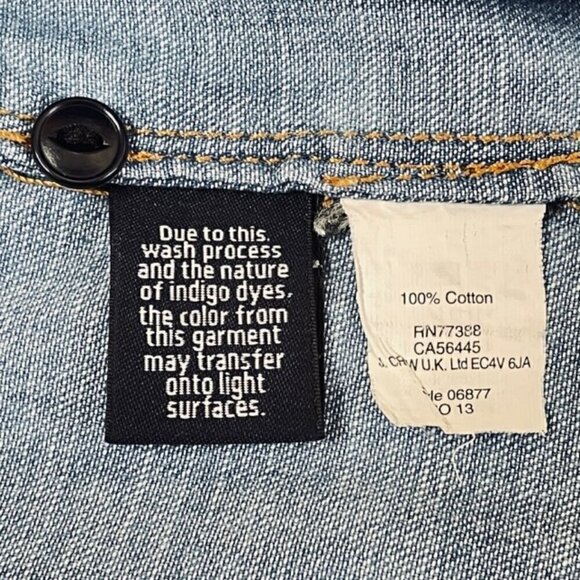 Due to this
wash process
and the nature
of indigo dyes,
the color from
this garment
may transfer
onto light
surfaces.
100% Cotton
RN77388
CA56445
U.K. Ltd EC4V 6JA
06877
13